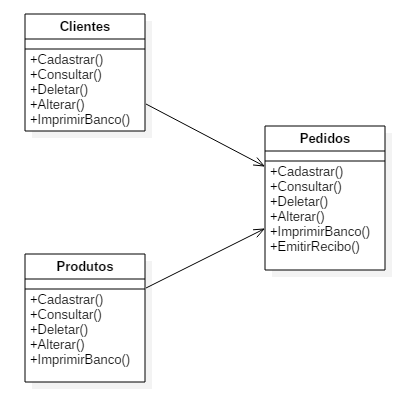 Clientes
+Cadastrar()
+Consultar()
+Deletar()
+Alterar()
+ImprimirBanco()
Pedidos
+Cadastrar()
+Consultar()
+Deletar()
+Alterar()
+ImprimirBanco()
+EmitirRecibo()
Produtos
+Cadastrar()
+Consultar()
+Deletar()
+Alterar()
+ImprimirBanco()